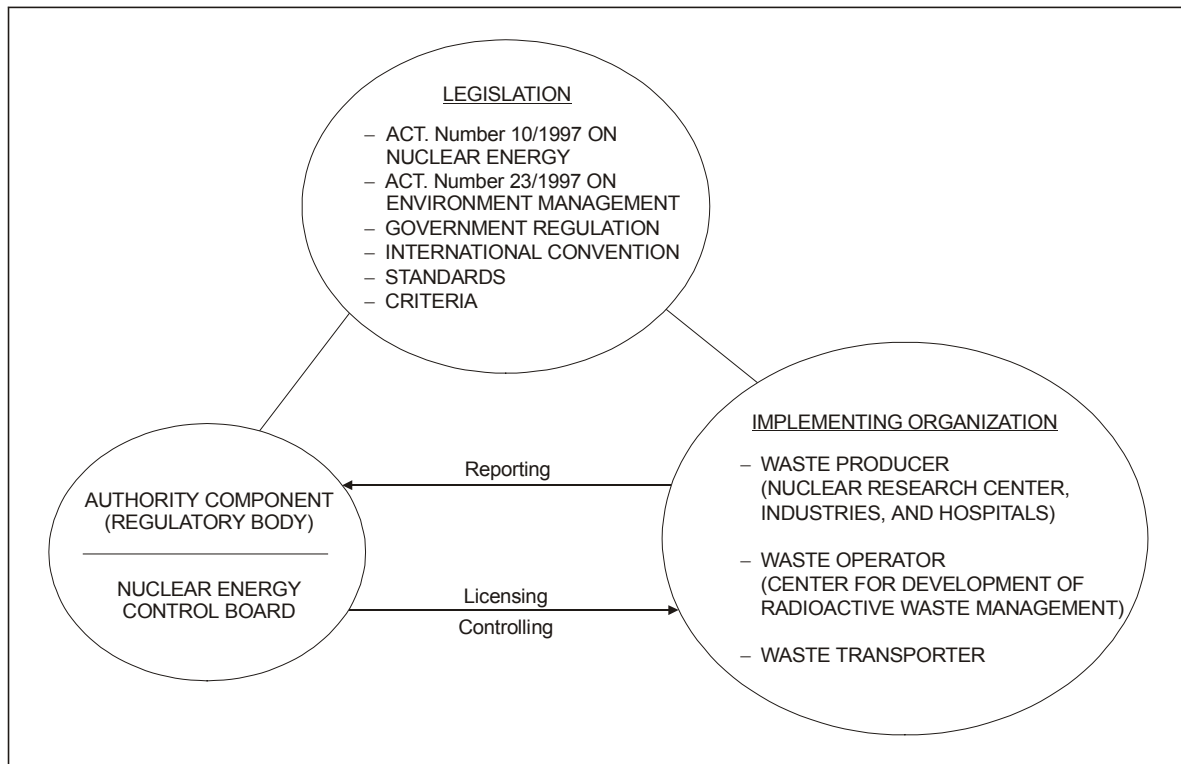 LEGISLATION
– ACT. Number 10/1997 ON
NUCLEAR ENERGY
– ACT. Number 23/1997 ON
ENVIRONMENT MANAGEMENT
– GOVERNMENT REGULATION
– INTERNATIONAL CONVENTION
– STANDARDS
– CRITERIA
AUTHORITY COMPONENT
(REGULATORY BODY)
NUCLEAR ENERGY
CONTROL BOARD
Reporting
Licensing
Controlling
IMPLEMENTING ORGANIZATION
– WASTE PRODUCER
(NUCLEAR RESEARCH CENTER,
INDUSTRIES, AND HOSPITALS)
– WASTE OPERATOR
(CENTER FOR DEVELOPMENT OF
RADIOACTIVE WASTE MANAGEMENT)
– WASTE TRANSPORTER